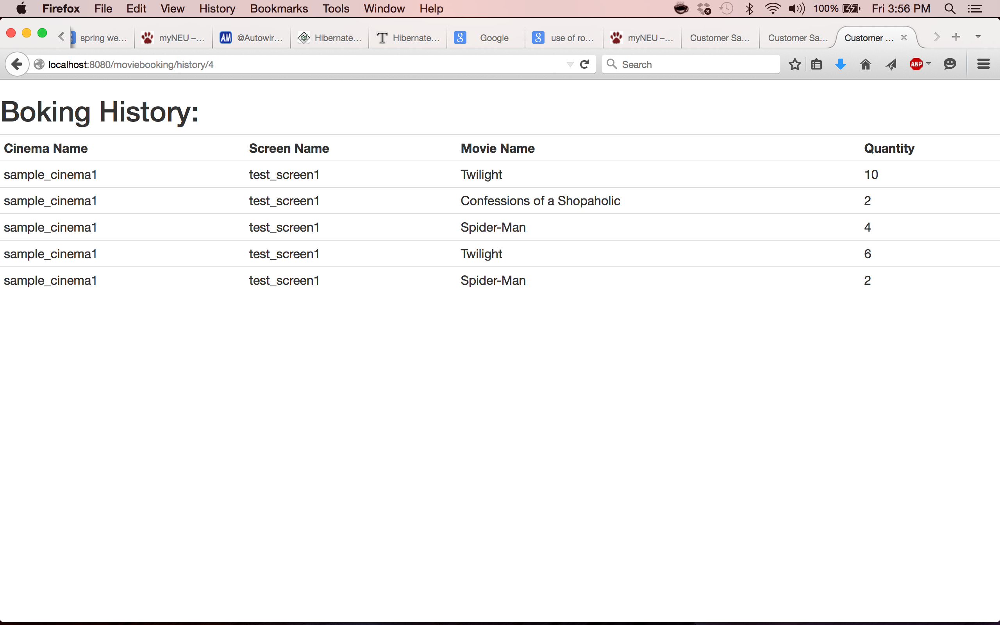 Firefox File Edit View History Bookmarks Tools Window Help 100% Fri 3:56 PM
spring we... myNEU –... AM @Autowir... Hibernate... T Hibernate... g Google g use of ro... myNEU –... Customer Sa... Customer Sa... Customer ...
localhost:8080/moviebooking/history/4 Search ABP
Boking History:
Cinema Name Screen Name Movie Name Quantity
sample_cinema1 test_screen1 Twilight 10
sample_cinema1 test_screen1 Confessions of a Shopaholic 2
sample_cinema1 test_screen1 Spider-Man 4
sample_cinema1 test_screen1 Twilight 6
sample_cinema1 test_screen1 Spider-Man 2